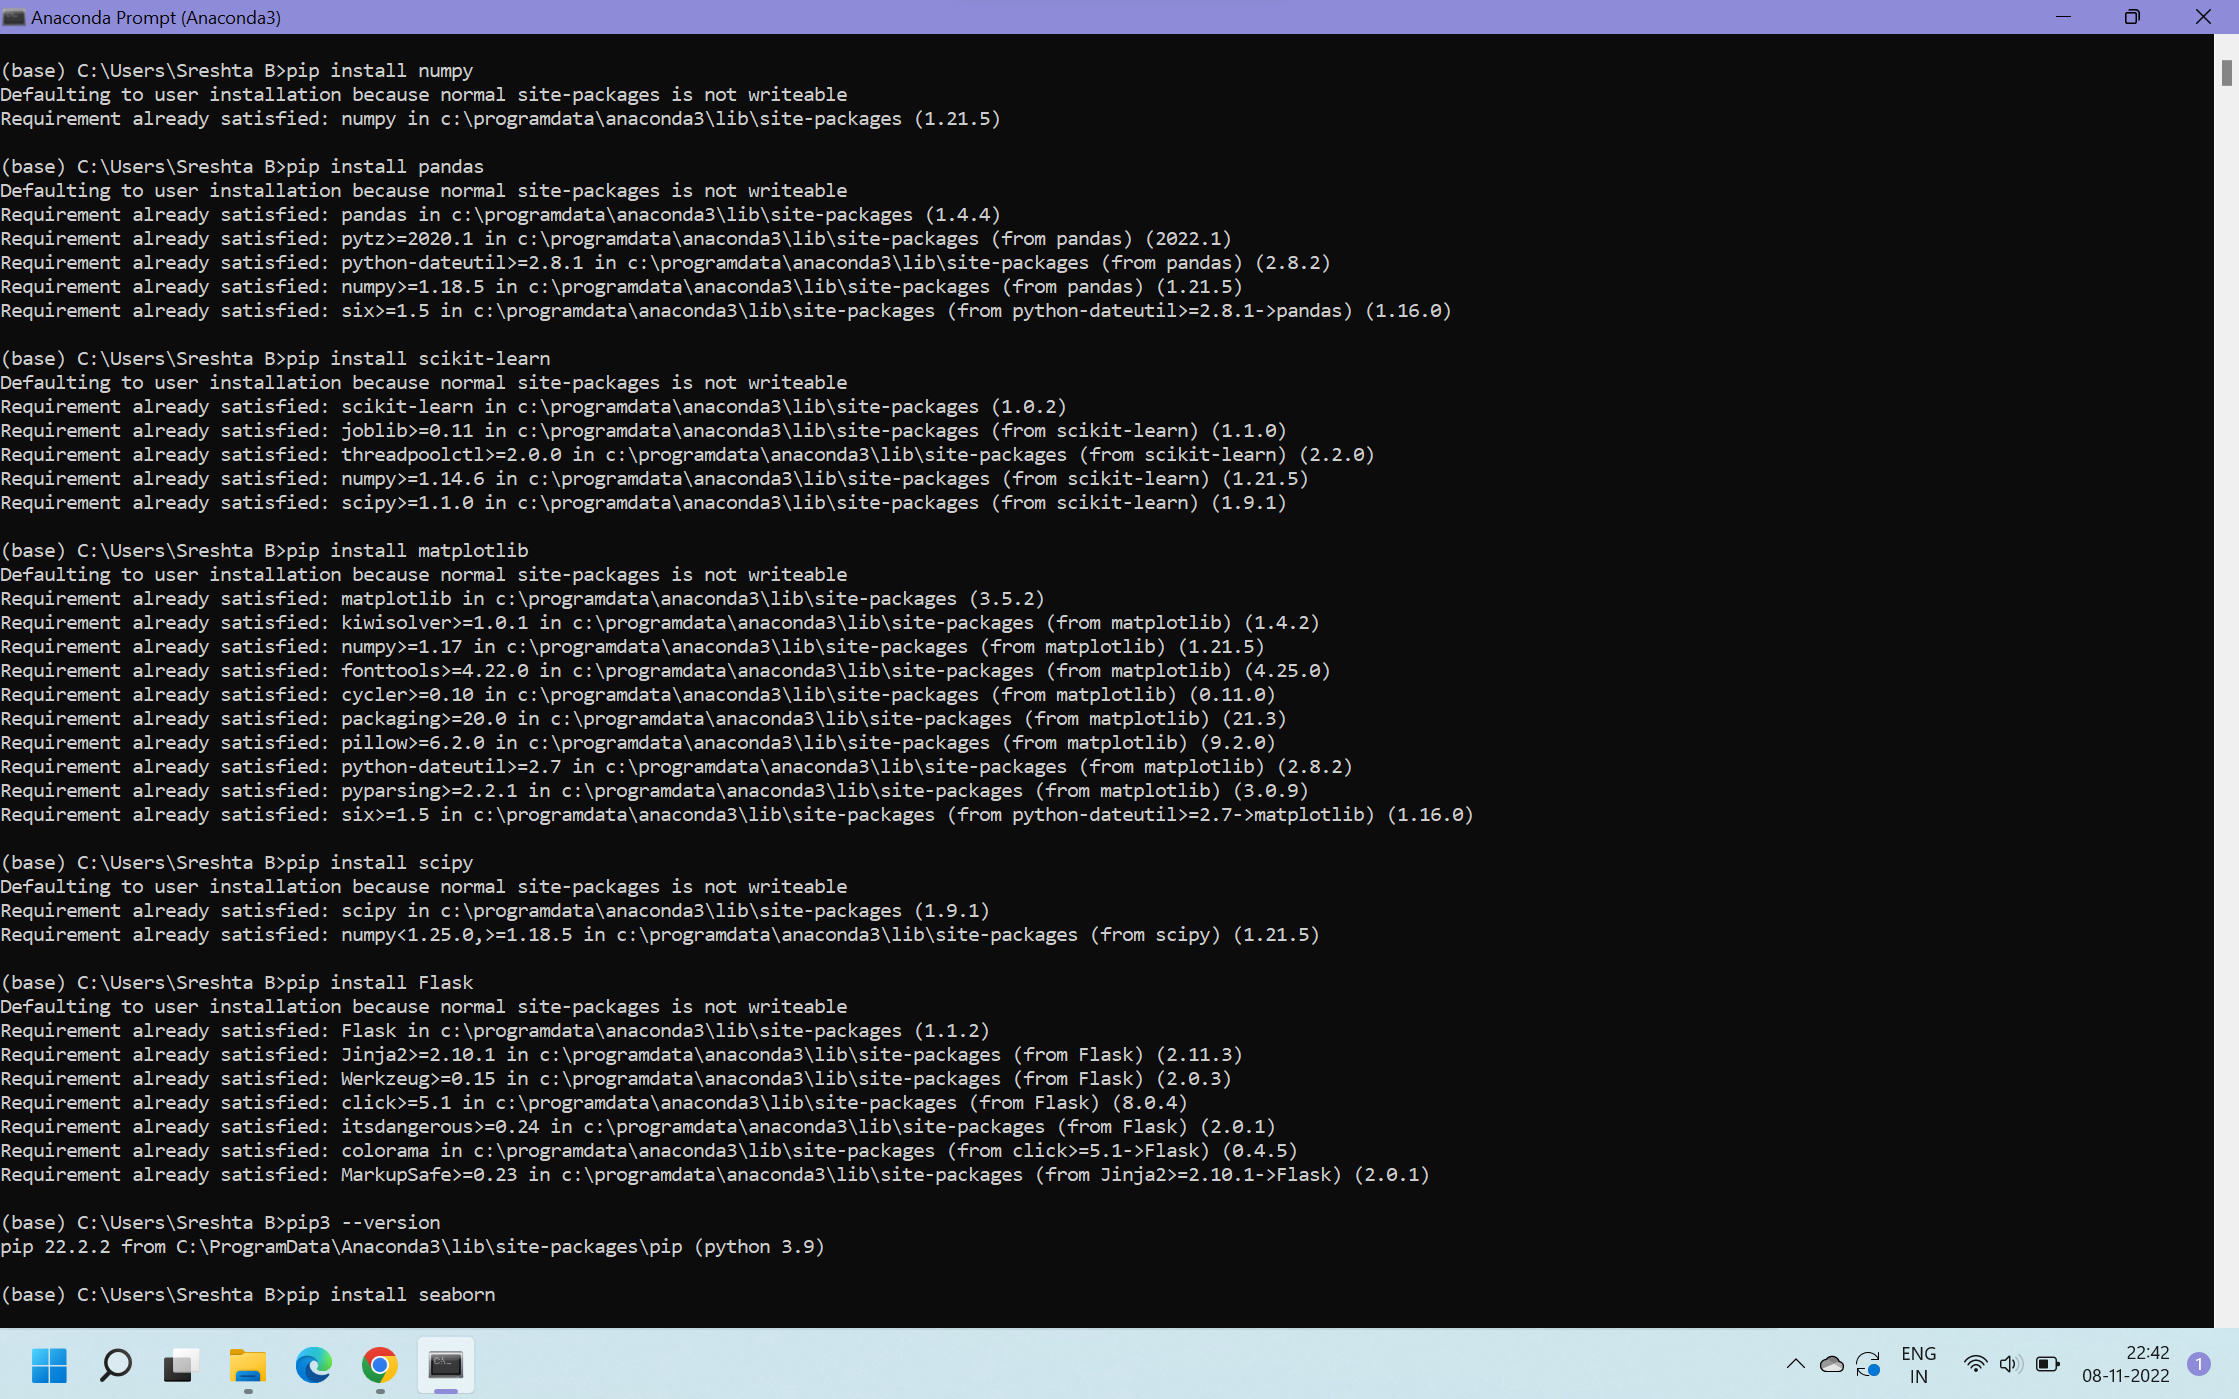 Anaconda Prompt (Anaconda3)
(base) C:\Users\Sreshta B>pip install numpy
Defaulting to user installation because normal site-packages is not writeable
Requirement already satisfied: numpy in c:\programdata\anaconda3\lib\site-packages (1.21.5)
(base) C:\Users\Sreshta B>pip install pandas
Defaulting to user installation because normal site-packages is not writeable
Requirement already satisfied: pandas in c:\programdata\anaconda3\lib\site-packages (1.4.4)
Requirement already satisfied: pytz>=2020.1 in c:\programdata\anaconda3\lib\site-packages (from pandas) (2022.1)
Requirement already satisfied: python-dateutil>=2.8.1 in c:\programdata\anaconda3\lib\site-packages (from pandas) (2.8.2)
Requirement already satisfied: numpy>=1.18.5 in c:\programdata\anaconda3\lib\site-packages (from pandas) (1.21.5)
Requirement already satisfied: six>=1.5 in c:\programdata\anaconda3\lib\site-packages (from python-dateutil>=2.8.1->pandas) (1.16.0)
(base) C:\Users\Sreshta B>pip install scikit-learn
Defaulting to user installation because normal site-packages is not writeable
Requirement already satisfied: scikit-learn in c:\programdata\anaconda3\lib\site-packages (1.0.2)
Requirement already satisfied: joblib>=0.11 in c:\programdata\anaconda3\lib\site-packages (from scikit-learn) (1.1.0)
Requirement already satisfied: threadpoolctl>=2.0.0 in c:\programdata\anaconda3\lib\site-packages (from scikit-learn) (2.2.0)
Requirement already satisfied: numpy>=1.14.6 in c:\programdata\anaconda3\lib\site-packages (from scikit-learn) (1.21.5)
Requirement already satisfied: scipy>=1.1.0 in c:\programdata\anaconda3\lib\site-packages (from scikit-learn) (1.9.1)
(base) C:\Users\Sreshta B>pip install matplotlib
Defaulting to user installation because normal site-packages is not writeable
Requirement already satisfied: matplotlib in c:\programdata\anaconda3\lib\site-packages (3.5.2)
Requirement already satisfied: kiwisolver>=1.0.1 in c:\programdata\anaconda3\lib\site-packages (from matplotlib) (1.4.2)
Requirement already satisfied: numpy>=1.17 in c:\programdata\anaconda3\lib\site-packages (from matplotlib) (1.21.5)
Requirement already satisfied: fonttools>=4.22.0 in c:\programdata\anaconda3\lib\site-packages (from matplotlib) (4.25.0)
Requirement already satisfied: cycler>=0.10 in c:\programdata\anaconda3\lib\site-packages (from matplotlib) (0.11.0)
Requirement already satisfied: packaging>=20.0 in c:\programdata\anaconda3\lib\site-packages (from matplotlib) (21.3)
Requirement already satisfied: pillow>=6.2.0 in c:\programdata\anaconda3\lib\site-packages (from matplotlib) (9.2.0)
Requirement already satisfied: python-dateutil>=2.7 in c:\programdata\anaconda3\lib\site-packages (from matplotlib) (2.8.2)
Requirement already satisfied: pyparsing>=2.2.1 in c:\programdata\anaconda3\lib\site-packages (from matplotlib) (3.0.9)
Requirement already satisfied: six>=1.5 in c:\programdata\anaconda3\lib\site-packages (from python-dateutil>=2.7->matplotlib) (1.16.0)
(base) C:\Users\Sreshta B>pip install scipy
Defaulting to user installation because normal site-packages is not writeable
Requirement already satisfied: scipy in c:\programdata\anaconda3\lib\site-packages (1.9.1)
Requirement already satisfied: numpy<1.25.0,>=1.18.5 in c:\programdata\anaconda3\lib\site-packages (from scipy) (1.21.5)
(base) C:\Users\Sreshta B>pip install Flask
Defaulting to user installation because normal site-packages is not writeable
Requirement already satisfied: Flask in c:\programdata\anaconda3\lib\site-packages (1.1.2)
Requirement already satisfied: Jinja2>=2.10.1 in c:\programdata\anaconda3\lib\site-packages (from Flask) (2.11.3)
Requirement already satisfied: Werkzeug>=0.15 in c:\programdata\anaconda3\lib\site-packages (from Flask) (2.0.3)
Requirement already satisfied: click>=5.1 in c:\programdata\anaconda3\lib\site-packages (from Flask) (8.0.4)
Requirement already satisfied: itsdangerous>=0.24 in c:\programdata\anaconda3\lib\site-packages (from Flask) (2.0.1)
Requirement already satisfied: colorama in c:\programdata\anaconda3\lib\site-packages (from click>=5.1->Flask) (0.4.5)
Requirement already satisfied: MarkupSafe>=0.23 in c:\programdata\anaconda3\lib\site-packages (from Jinja2>=2.10.1->Flask) (2.0.1)
(base) C:\Users\Sreshta B>pip3 --version
pip 22.2.2 from C:\ProgramData\Anaconda3\lib\site-packages\pip (python 3.9)
(base) C:\Users\Sreshta B>pip install seaborn
ENG
IN
22:42
08-11-2022
1